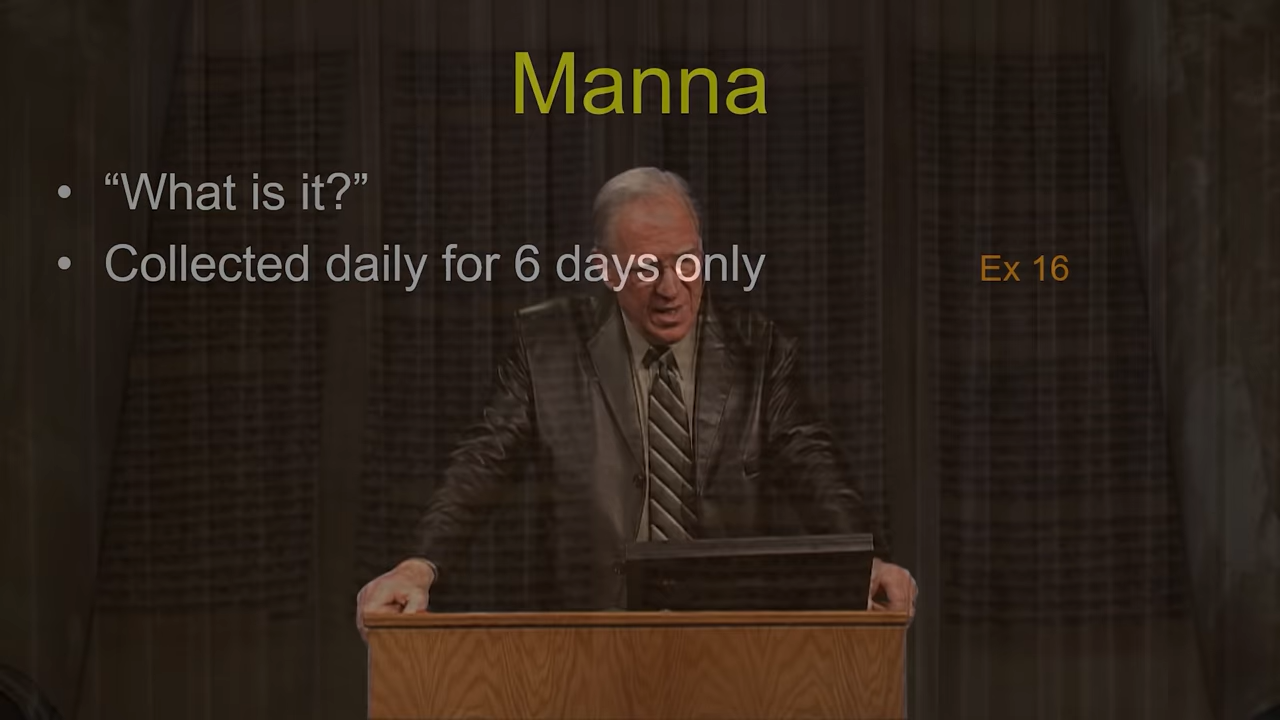 Manna
• “What is it?”
• Collected daily for 6 days only Ex 16